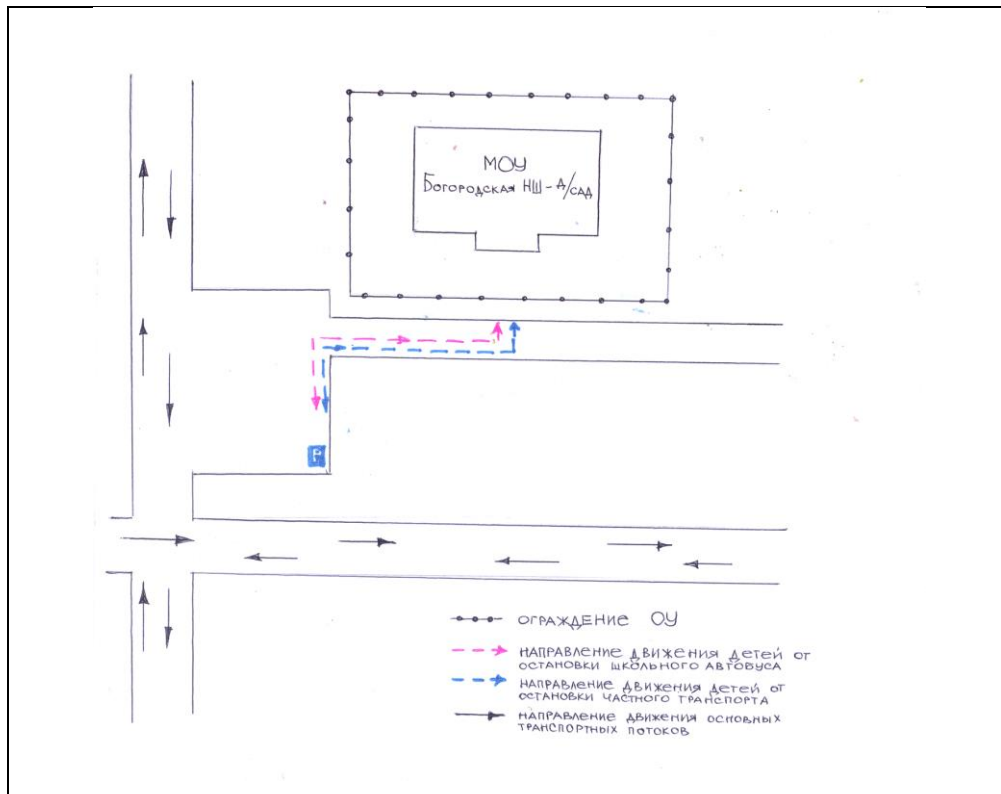 МОУ
Богородская НШ - д/сад
P
ОГРАЖДЕНИЕ ОУ
НАПРАВЛЕНИЕ ДВИЖЕНИЯ ДЕТЕЙ ОТ
ОСТАНОВКИ ШКОЛЬНОГО АВТОБУСА
НАПРАВЛЕНИЕ ДВИЖЕНИЯ ДЕТЕЙ ОТ
ОСТАНОВКИ ЧАСТНОГО ТРАНСПОРТА
НАПРАВЛЕНИЕ ДВИЖЕНИЯ ОСНОВНЫХ
ТРАНСПОРТНЫХ ПОТОКОВ